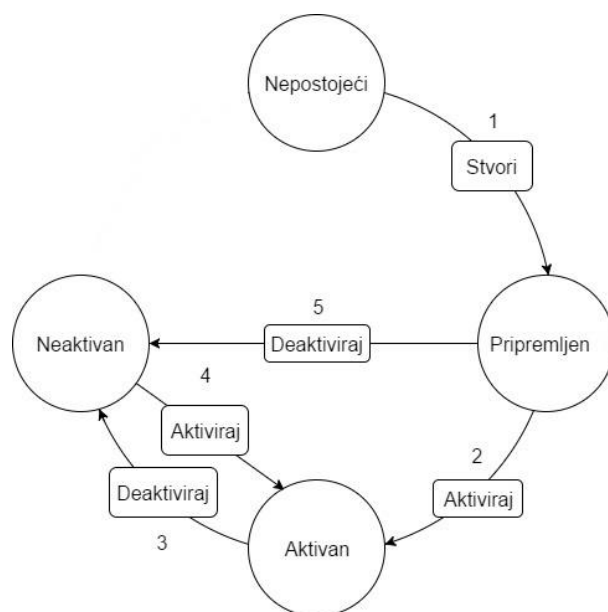 Nepostojeći
1
Stvori
5
Neaktivan
Deaktiviraj
Pripremljen
4
Aktiviraj
2
Deaktiviraj
Aktiviraj
3
Aktivan